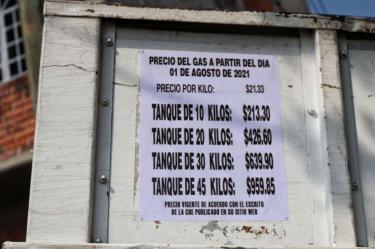 PRECIO DEL GAS A PARTIR DEL DIA
01 DE AGOSTO DE 2021
PRECIO POR KILO: $21.33
TANQUE DE 10 KILOS: $213.30
TANQUE DE 20 KILOS: $426.60
TANQUE DE 30 KILOS: $639.90
TANQUE DE 45 KILOS: $959.85
PRECIO VIGENTE DE ACUERDO CON EL ESCRITO
DE LA CRE PUBLICADO EN SU SITIO WEB